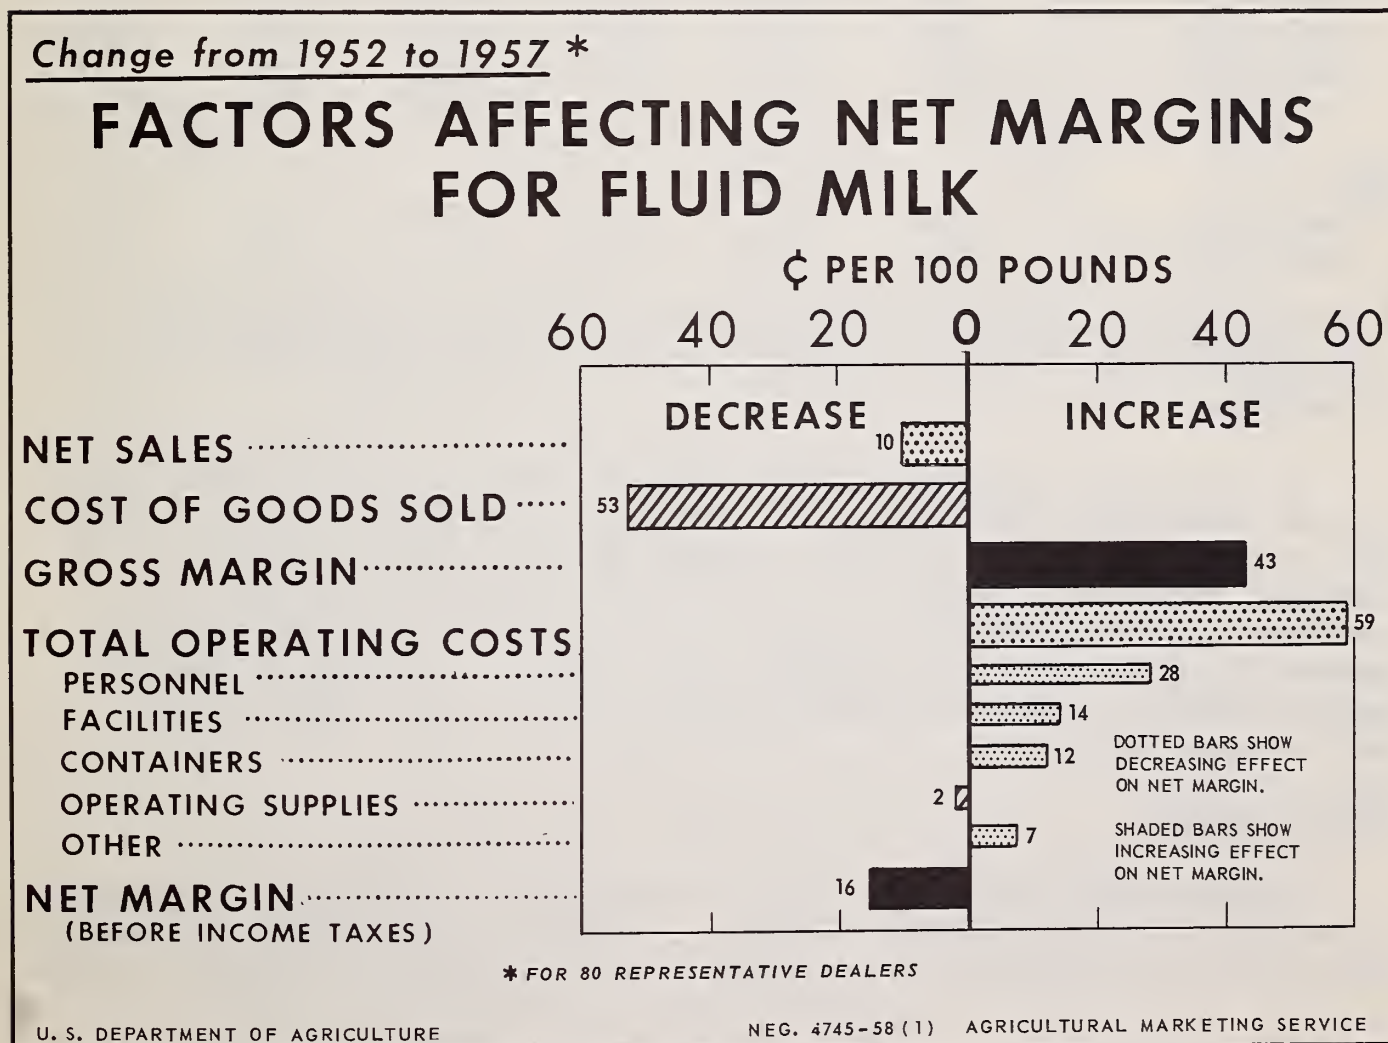 Change from 1952 to 1957 *
FACTORS AFFECTING NET MARGINS
FOR FLUID MILK
¢ PER 100 POUNDS
60 40 20 0 20 40 60
DECREASE INCREASE
NET SALES 10
COST OF GOODS SOLD 53
GROSS MARGIN 43
TOTAL OPERATING COSTS 59
PERSONNEL 28
FACILITIES 14
CONTAINERS 12
OPERATING SUPPLIES 2
OTHER 7
NET MARGIN 16
(BEFORE INCOME TAXES)
DOTTED BARS SHOW
DECREASING EFFECT
ON NET MARGIN.
SHADED BARS SHOW
INCREASING EFFECT
ON NET MARGIN.
* FOR 80 REPRESENTATIVE DEALERS
U. S. DEPARTMENT OF AGRICULTURE NEG. 4745-58 (1) AGRICULTURAL MARKETING SERVICE